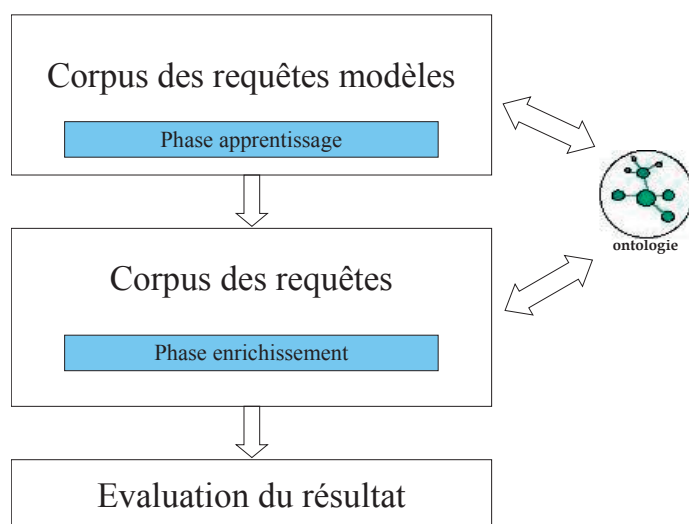 Corpus des requêtes modèles
Phase apprentissage
ontologie
Corpus des requêtes
Phase enrichissement
Evaluation du résultat